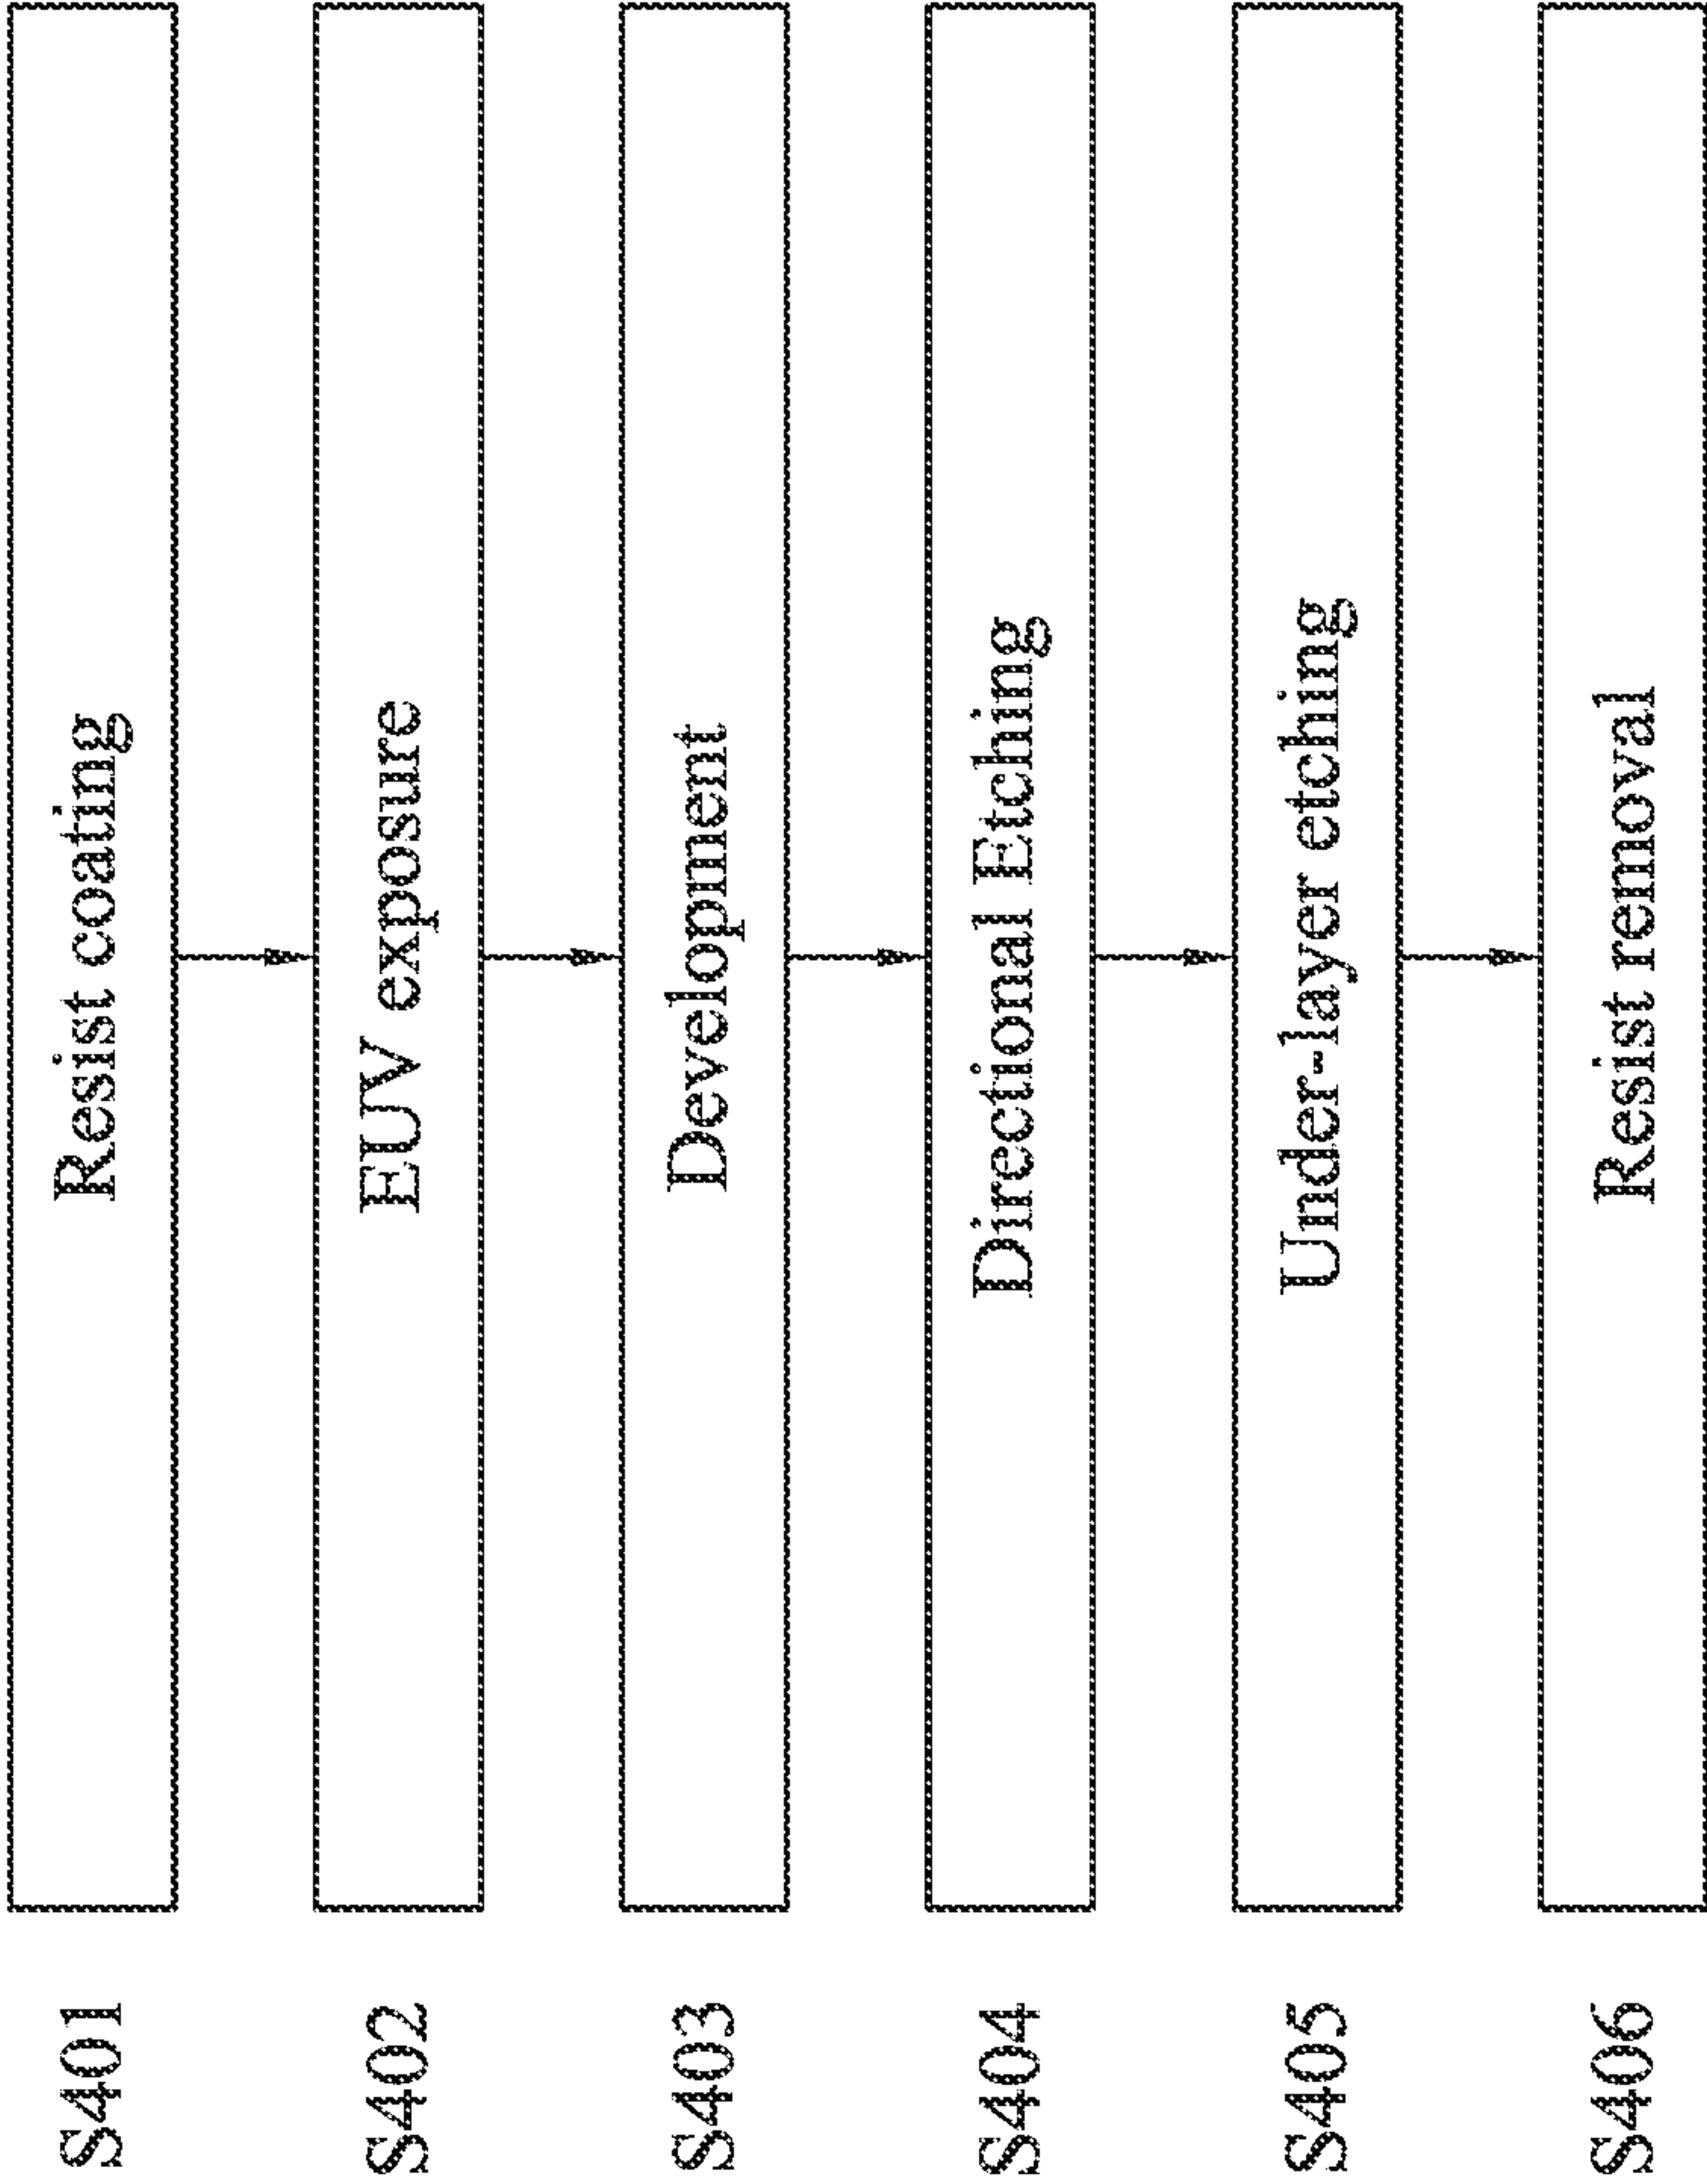 S401 Resist coating
S402 EUV exposure
S403 Development
S404 Directional Etching
S405 Under-layer etching
S406 Resist removal